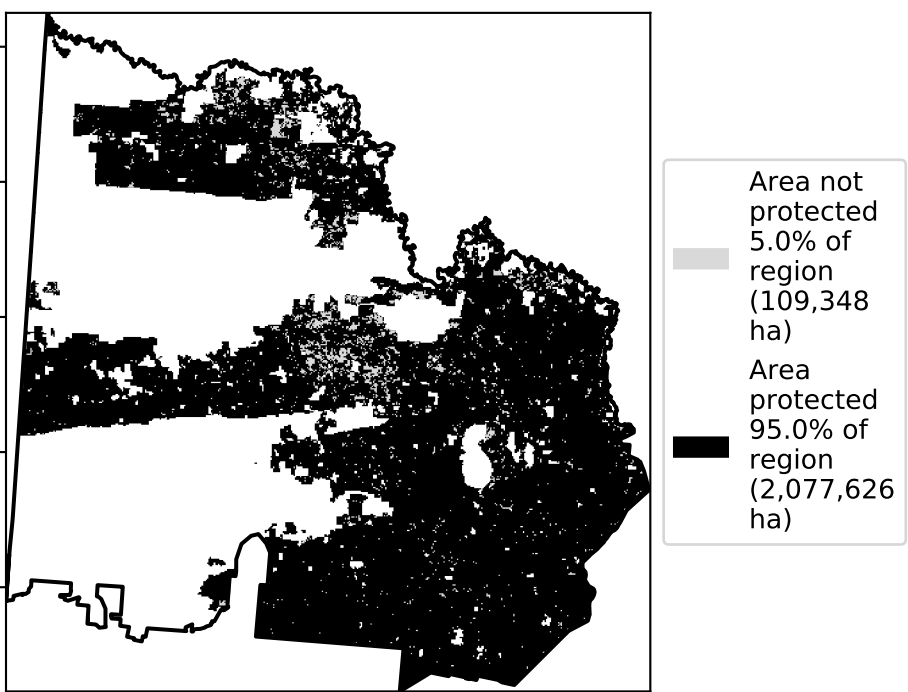 Area not
protected
5.0% of
region
(109,348
ha)
Area
protected
95.0% of
region
(2,077,626
ha)